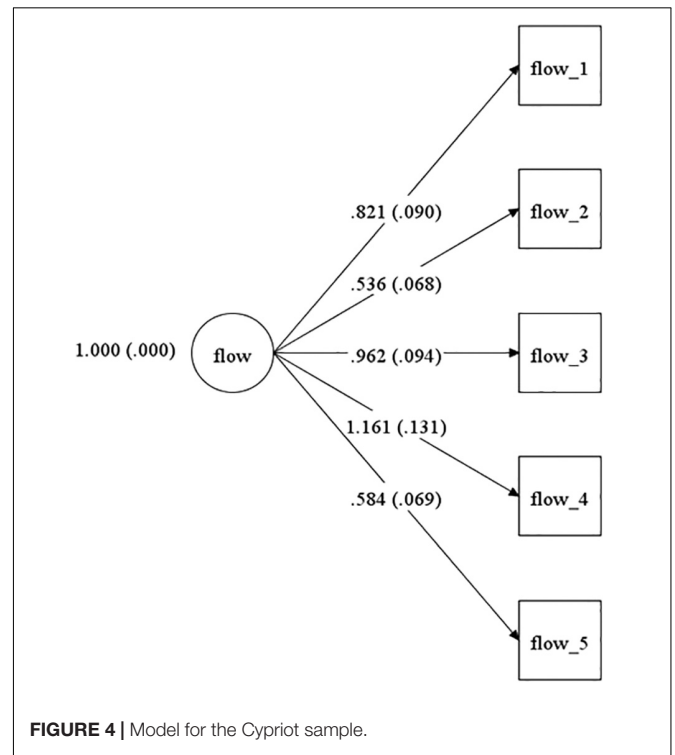 flow_1
.821 (.090)
flow_2
.536 (.068)
1.000 (.000)
flow
.962 (.094)
flow_3
1.161 (.131)
flow_4
.584 (.069)
flow_5
FIGURE 4 | Model for the Cypriot sample.